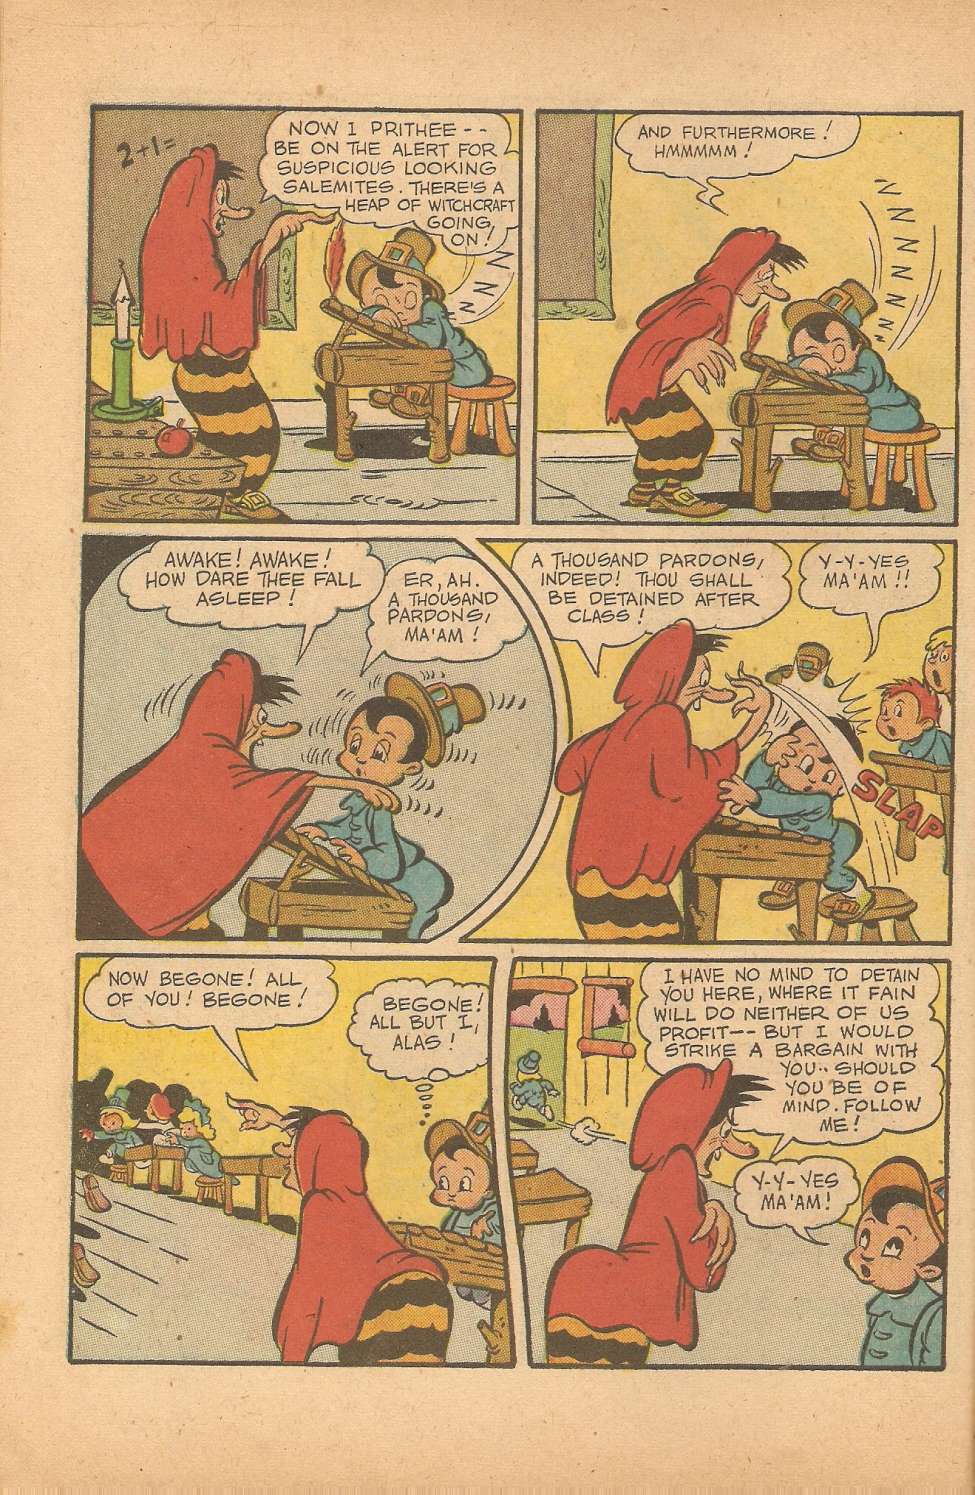 2+1=
NOW I PRITHEE --
BE ON THE ALERT FOR
SUSPICIOUS LOOKING
SALEMITES. THERE'S A
HEAP OF WITCHCRAFT
GOING
ON!
NNNN
AND FURTHERMORE!
HMMMMMM!
NNNNNNN
AWAKE! AWAKE!
HOW DARE THEE FALL
ASLEEP!
ER, AH.
A THOUSAND
PARDONS,
MA'AM!
A THOUSAND PARDONS,
INDEED! THOU SHALL
BE DETAINED AFTER
CLASS!
Y-Y-YES
MA'AM!!
SLAP
NOW BEGONE! ALL
OF YOU! BEGONE!
BEGONE!
ALL BUT I,
ALAS!
I HAVE NO MIND TO DETAIN
YOU HERE, WHERE IT FAIN
WILL DO NEITHER OF US
PROFIT-- BUT I WOULD
STRIKE A BARGAIN WITH
YOU.. SHOULD
YOU BE OF
MIND. FOLLOW
ME!
Y-Y-YES
MA'AM!